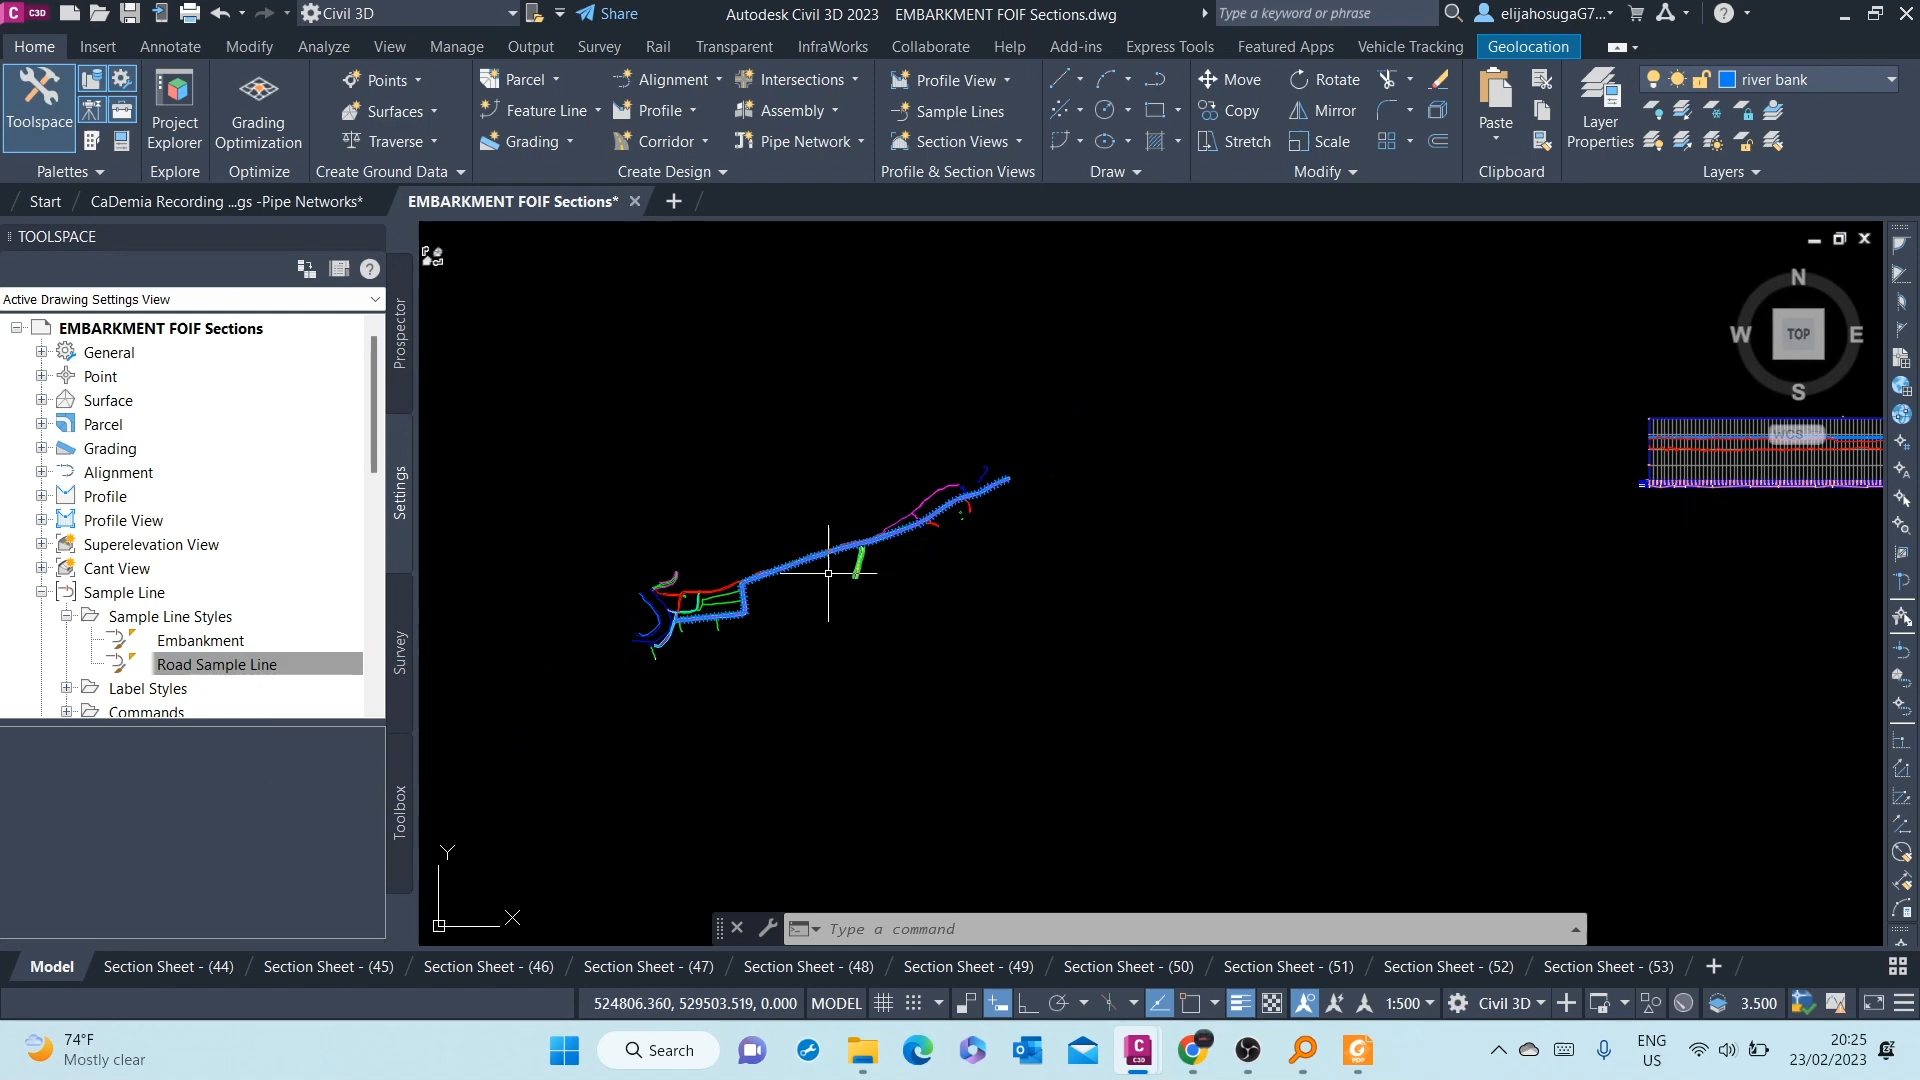 C3D
Civil 3D
Share
Autodesk Civil 3D 2023 EMBARKMENT FOIF Sections.dwg
Type a keyword or phrase
elijahosugaG7...
Home Insert Annotate Modify Analyze View Manage Output Survey Rail Transparent InfraWorks Collaborate Help Add-ins Express Tools Featured Apps Vehicle Tracking Geolocation
Points Parcel Alignment Intersections Profile View Move Rotate river bank
Toolspace Project Explorer Grading Optimization Surfaces Feature Line Profile Assembly Sample Lines Copy Mirror Paste Layer Properties
Traverse Grading Corridor Pipe Network Section Views Stretch Scale
Palettes Explore Optimize Create Ground Data Create Design Profile & Section Views Draw Modify Clipboard Layers
Start CaDemia Recording ...gs -Pipe Networks* EMBARKMENT FOIF Sections*
TOOLSPACE
Active Drawing Settings View
EMBARKMENT FOIF Sections
General
Point
Surface
Parcel
Grading
Alignment
Profile
Profile View
Superelevation View
Cant View
Sample Line
Sample Line Styles
Embankment
Road Sample Line
Label Styles
Commands
Prospector
Settings
Survey
Toolbox
N
W TOP E
S
WCS
Y
X
Type a command
Model Section Sheet - (44) Section Sheet - (45) Section Sheet - (46) Section Sheet - (47) Section Sheet - (48) Section Sheet - (49) Section Sheet - (50) Section Sheet - (51) Section Sheet - (52) Section Sheet - (53)
524806.360, 529503.519, 0.000 MODEL 1:500 Civil 3D 3.500
74°F
Mostly clear
Search
ENG
US
20:25
23/02/2023